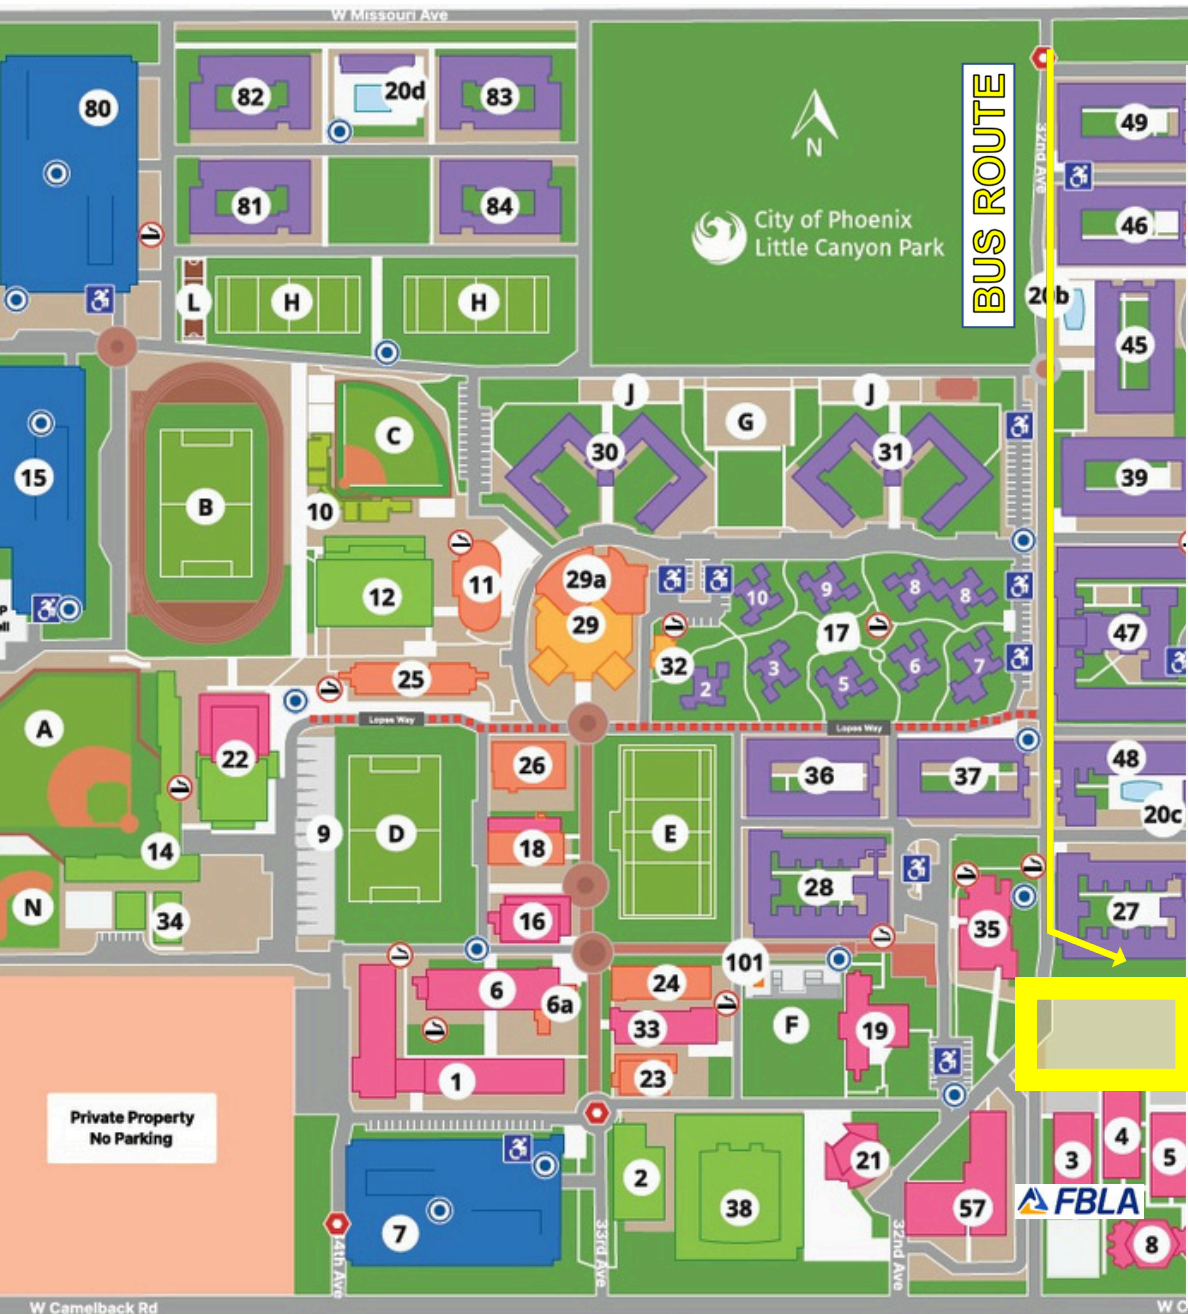 W Missouri Ave
80
82
20d
83
49
BUS ROUTE
32nd Ave
N
81
84
46
City of Phoenix
Little Canyon Park
L
H
H
20b
45
J
J
C
G
15
30
31
39
B
10
12
11
29a
29
10
9
8
8
17
47
32
2
3
5
6
7
25
P
ll
Lopes Way
Lopes Way
A
22
26
36
37
48
20c
9
D
18
E
14
28
27
N
34
16
35
101
6
6a
24
33
F
19
1
23
Private Property
No Parking
2
38
21
57
3
4
5
FBLA
7
8
4th Ave
33rd Ave
32nd Ave
W Camelback Rd
W C